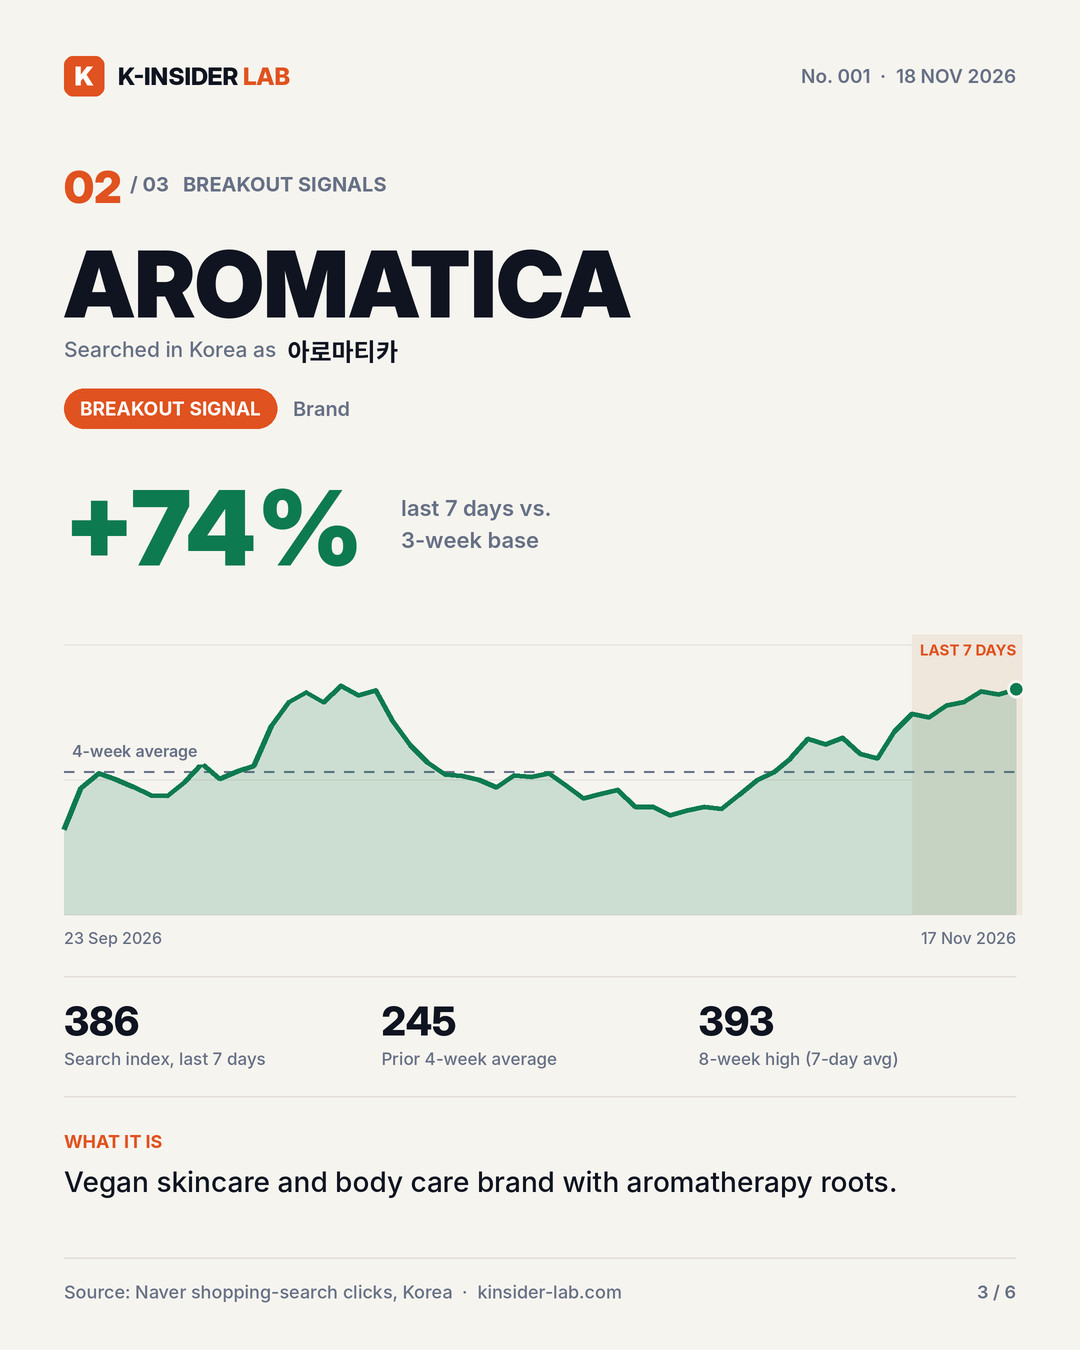 K K-INSIDER LAB
No. 001 · 18 NOV 2026
02 / 03 BREAKOUT SIGNALS
AROMATICA
Searched in Korea as 아로마티카
BREAKOUT SIGNAL Brand
+74%
last 7 days vs.
3-week base
LAST 7 DAYS
4-week average
23 Sep 2026
17 Nov 2026
386
Search index, last 7 days
245
Prior 4-week average
393
8-week high (7-day avg)
WHAT IT IS
Vegan skincare and body care brand with aromatherapy roots.
Source: Naver shopping-search clicks, Korea · kinsider-lab.com
3 / 6